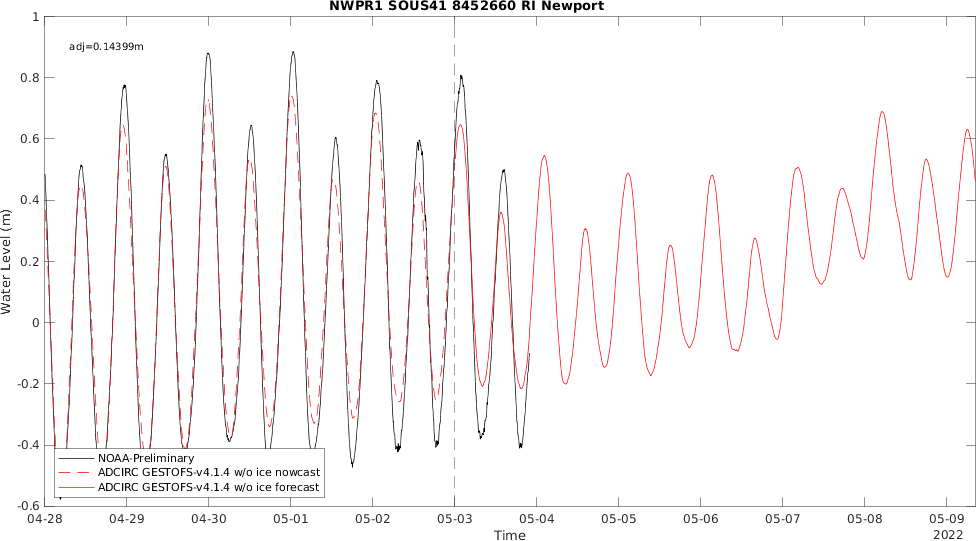 NWPR1 SOUS41 8452660 RI Newport
adj=0.14399m
1
0.8
0.6
0.4
0.2
0
-0.2
-0.4
-0.6
Water Level (m)
NOAA-Preliminary
ADCIRC GESTOFS-v4.1.4 w/o ice nowcast
ADCIRC GESTOFS-v4.1.4 w/o ice forecast
04-28 04-29 04-30 05-01 05-02 05-03 05-04 05-05 05-06 05-07 05-08 05-09
Time
2022